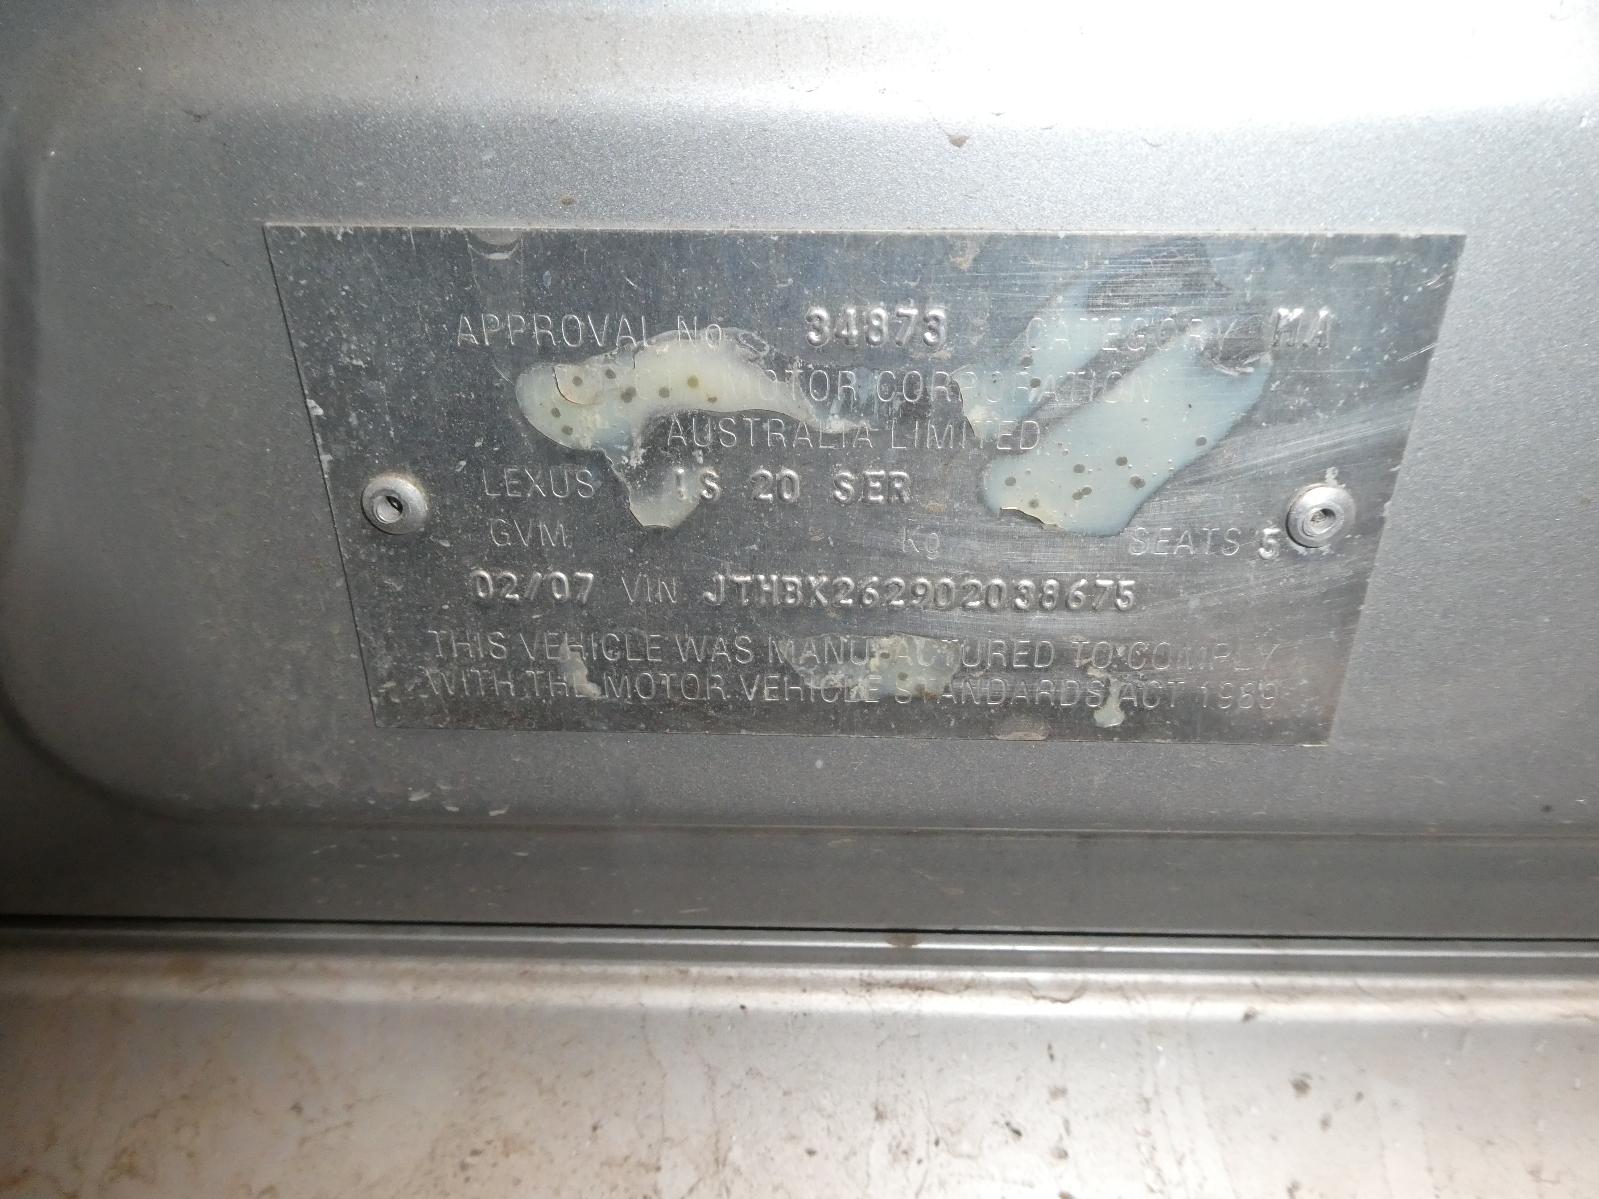 APPROVAL No 34873 CATEGORY MA
MOTOR CORPORATION
AUSTRALIA LIMITED
LEXUS IS 20 SER
GVM kg SEATS 5
02/07 VIN JTHBX262902038675
THIS VEHICLE WAS MANUFACTURED TO COMPLY
WITH THE MOTOR VEHICLE STANDARDS ACT 1989